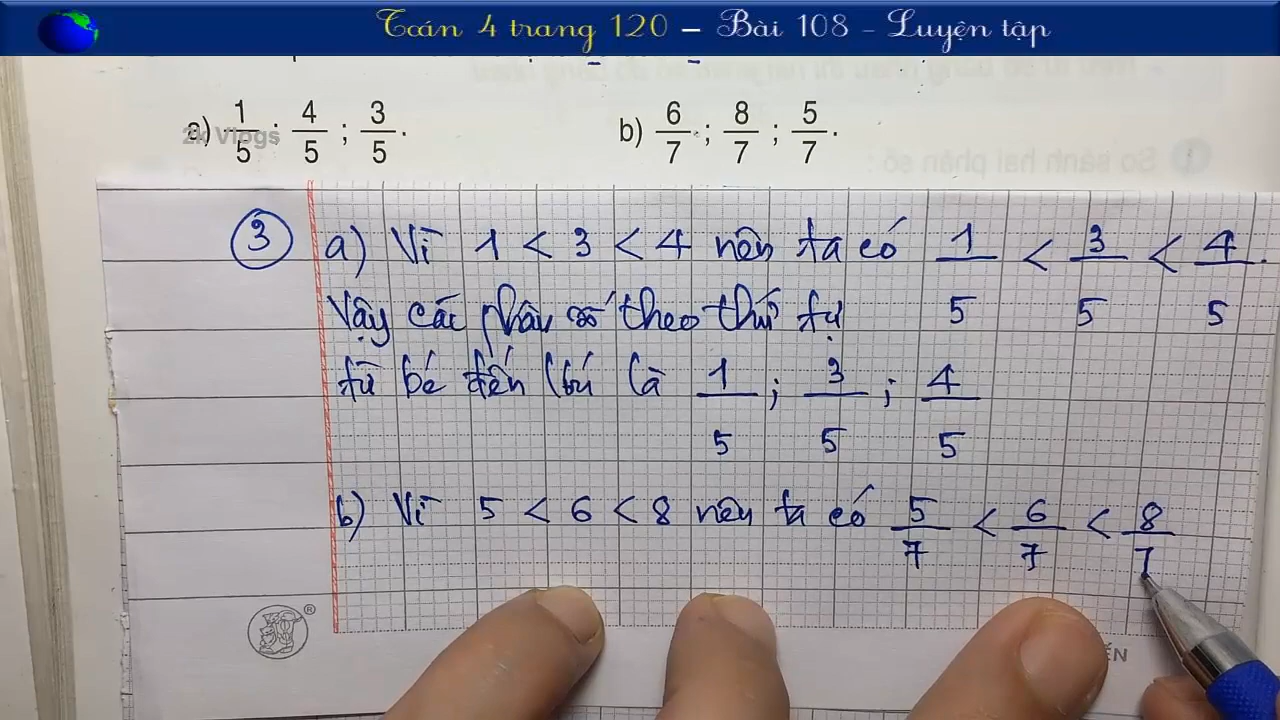 Toán 4 trang 120 – Bài 108 - Luyện tập
a) 1/5 ; 4/5 ; 3/5 . b) 6/7 ; 8/7 ; 5/7 .
2k Vlogs
So sánh hai phân số :
3 a) Vì 1 < 3 < 4 nên ta có 1/5 < 3/5 < 4/5 .
Vậy các phân số theo thứ tự
từ bé đến lớn là 1/5 ; 3/5 ; 4/5
b) Vì 5 < 6 < 8 nên ta có 5/7 < 6/7 < 8/7